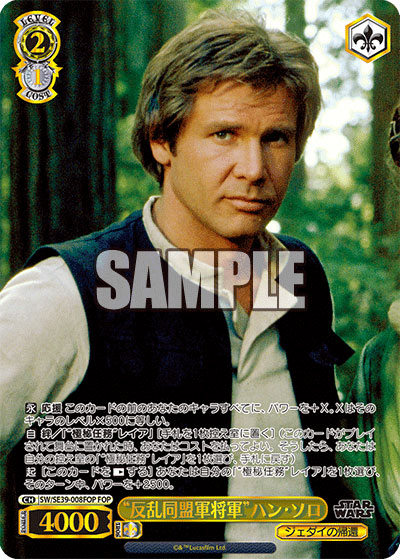 LEVEL
2
1
COST
SAMPLE
永 応援 このカードの前のあなたのキャラすべてに、パワーを＋X。Xはその
キャラのレベル×500に等しい。
自 絆／「“極秘任務”レイア」［手札を1枚控え室に置く］（このカードがプレイ
されて舞台に置かれた時、あなたはコストを払ってよい。そうしたら、あなたは
自分の控え室の「“極秘任務”レイア」を1枚選び、手札に戻す）
自 このカードを［］する］ あなたは自分の「“極秘任務”レイア」を1枚選び、
そのターン中、パワーを＋2500。
CH SW/SE39-008FOP FOP
“反乱同盟軍将軍”ハン・ソロ
STAR WARS
4000
ジェダイの帰還
©&™ Lucasfilm Ltd.